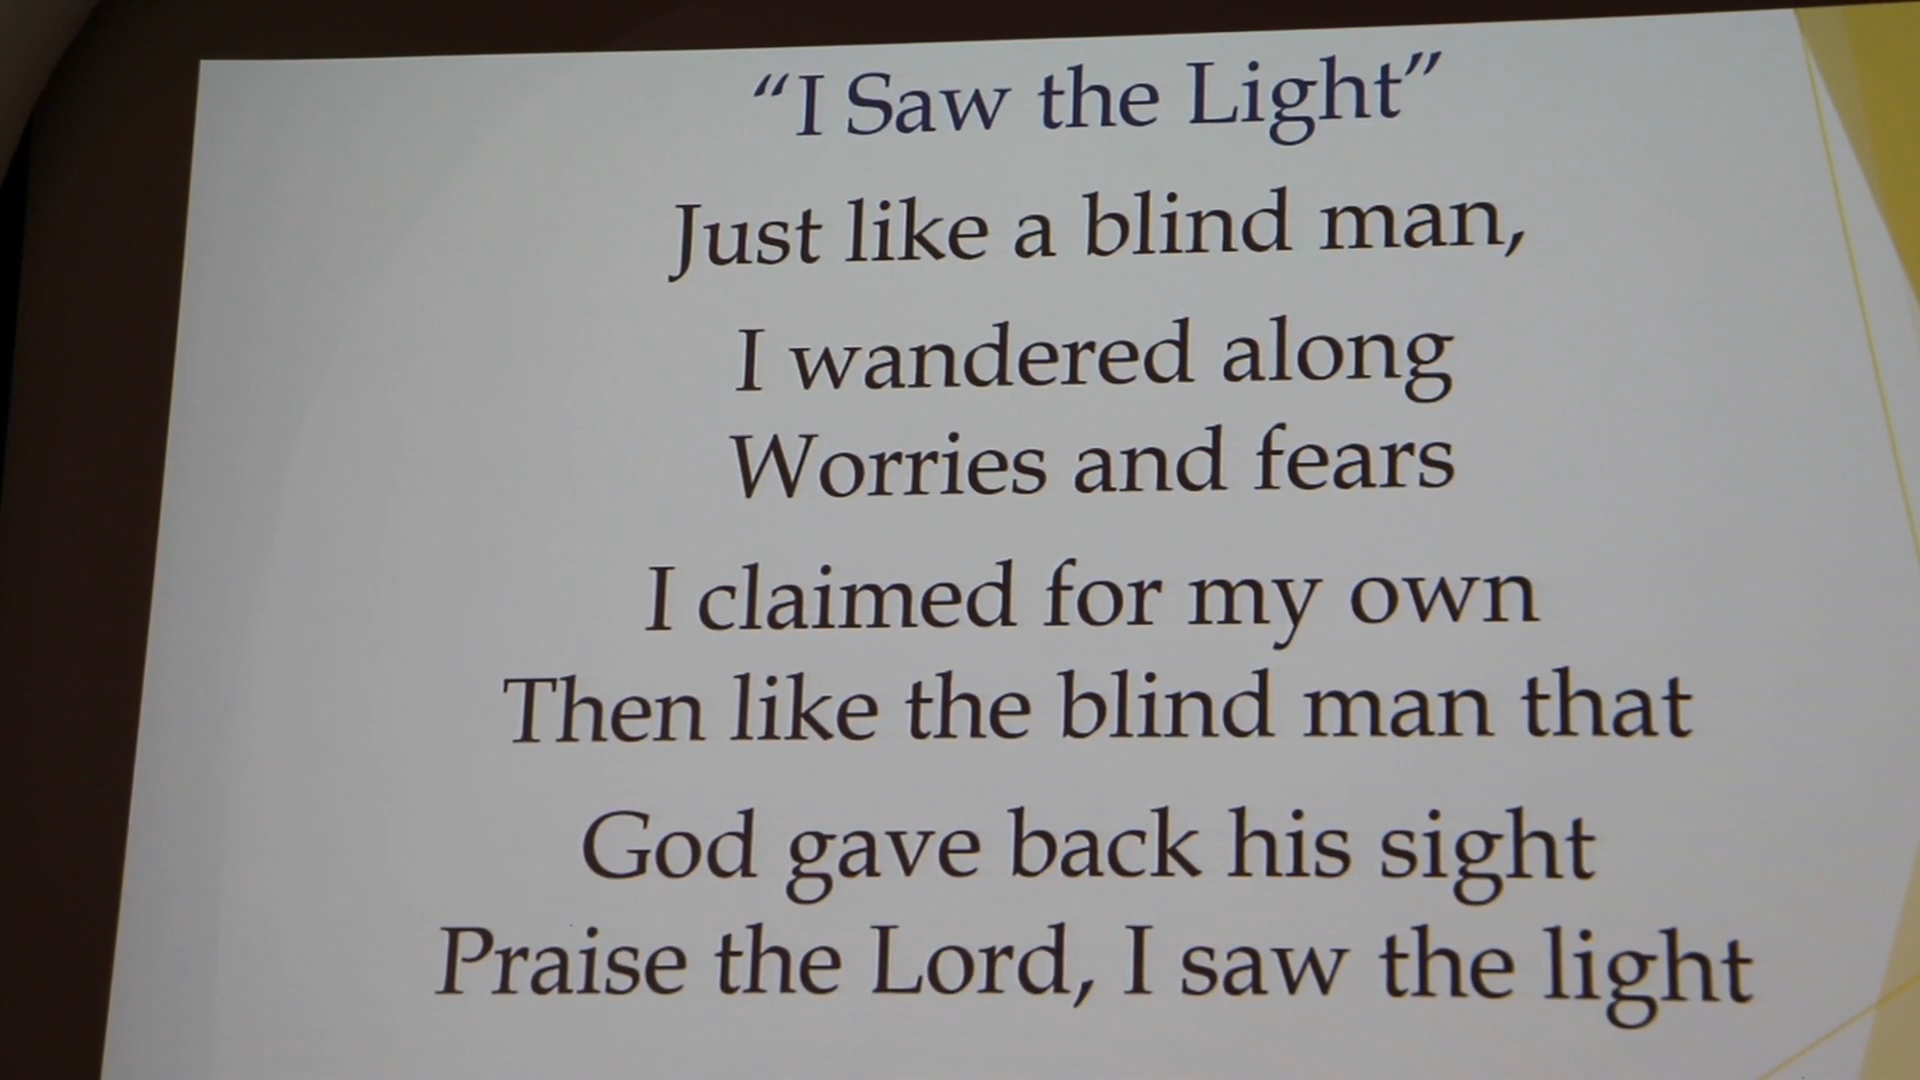 “I Saw the Light”
Just like a blind man,
I wandered along
Worries and fears
I claimed for my own
Then like the blind man that
God gave back his sight
Praise the Lord, I saw the light